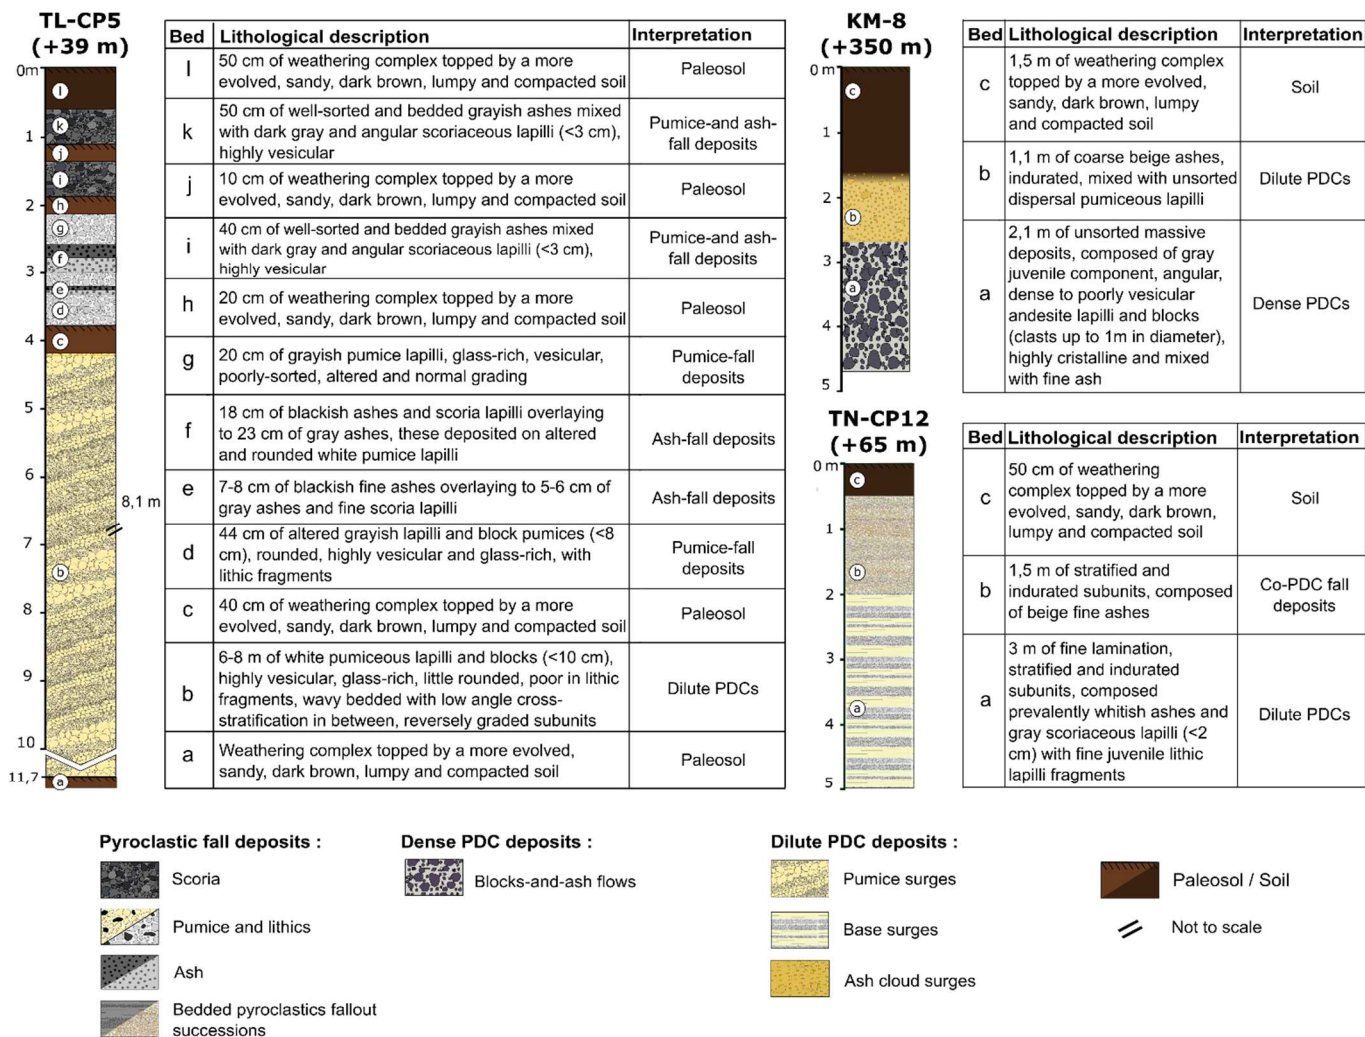 TL-CP5
(+39 m)
0m
1
2
3
4
5
6
8,1 m
7
8
9
10
11,7
l
k
j
i
h
g
f
e
d
c
b
a
Bed Lithological description Interpretation
l
50 cm of weathering complex topped by a more
evolved, sandy, dark brown, lumpy and compacted soil
Paleosol
k
50 cm of well-sorted and bedded grayish ashes mixed
with dark gray and angular scoriaceous lapilli (<3 cm),
highly vesicular
Pumice-and ash-
fall deposits
j
10 cm of weathering complex topped by a more
evolved, sandy, dark brown, lumpy and compacted soil
Paleosol
i
40 cm of well-sorted and bedded grayish ashes mixed
with dark gray and angular scoriaceous lapilli (<3 cm),
highly vesicular
Pumice-and ash-
fall deposits
h
20 cm of weathering complex topped by a more
evolved, sandy, dark brown, lumpy and compacted soil
Paleosol
g
20 cm of grayish pumice lapilli, glass-rich, vesicular,
poorly-sorted, altered and normal grading
Pumice-fall
deposits
f
18 cm of blackish ashes and scoria lapilli overlaying
to 23 cm of gray ashes, these deposited on altered
and rounded white pumice lapilli
Ash-fall deposits
e
7-8 cm of blackish fine ashes overlaying to 5-6 cm of
gray ashes and fine scoria lapilli
Ash-fall deposits
d
44 cm of altered grayish lapilli and block pumices (<8
cm), rounded, highly vesicular and glass-rich, with
lithic fragments
Pumice-fall
deposits
c
40 cm of weathering complex topped by a more
evolved, sandy, dark brown, lumpy and compacted soil
Paleosol
b
6-8 m of white pumiceous lapilli and blocks (<10 cm),
highly vesicular, glass-rich, little rounded, poor in lithic
fragments, wavy bedded with low angle cross-
stratification in between, reversely graded subunits
Dilute PDCs
a
Weathering complex topped by a more evolved,
sandy, dark brown, lumpy and compacted soil
Paleosol
KM-8
(+350 m)
0m
1
2
3
4
5
c
b
a
Bed Lithological description Interpretation
c
1,5 m of weathering complex
topped by a more evolved,
sandy, dark brown, lumpy
and compacted soil
Soil
b
1,1 m of coarse beige ashes,
indurated, mixed with unsorted
dispersal pumiceous lapilli
Dilute PDCs
a
2,1 m of unsorted massive
deposits, composed of gray
juvenile component, angular,
dense to poorly vesicular
andesite lapilli and blocks
(clasts up to 1m in diameter),
highly cristalline and mixed
with fine ash
Dense PDCs
TN-CP12
(+65 m)
0 m
1
2
3
4
5
c
b
a
Bed Lithological description Interpretation
c
50 cm of weathering
complex topped by a more
evolved, sandy, dark brown,
lumpy and compacted soil
Soil
b
1,5 m of stratified and
indurated subunits, composed
of beige fine ashes
Co-PDC fall
deposits
a
3 m of fine lamination,
stratified and indurated
subunits, composed
prevalently whitish ashes and
gray scoriaceous lapilli (<2
cm) with fine juvenile lithic
lapilli fragments
Dilute PDCs
Pyroclastic fall deposits :
Scoria
Pumice and lithics
Ash
Bedded pyroclastics fallout
successions
Dense PDC deposits :
Blocks-and-ash flows
Dilute PDC deposits :
Pumice surges
Base surges
Ash cloud surges
Paleosol / Soil
Not to scale